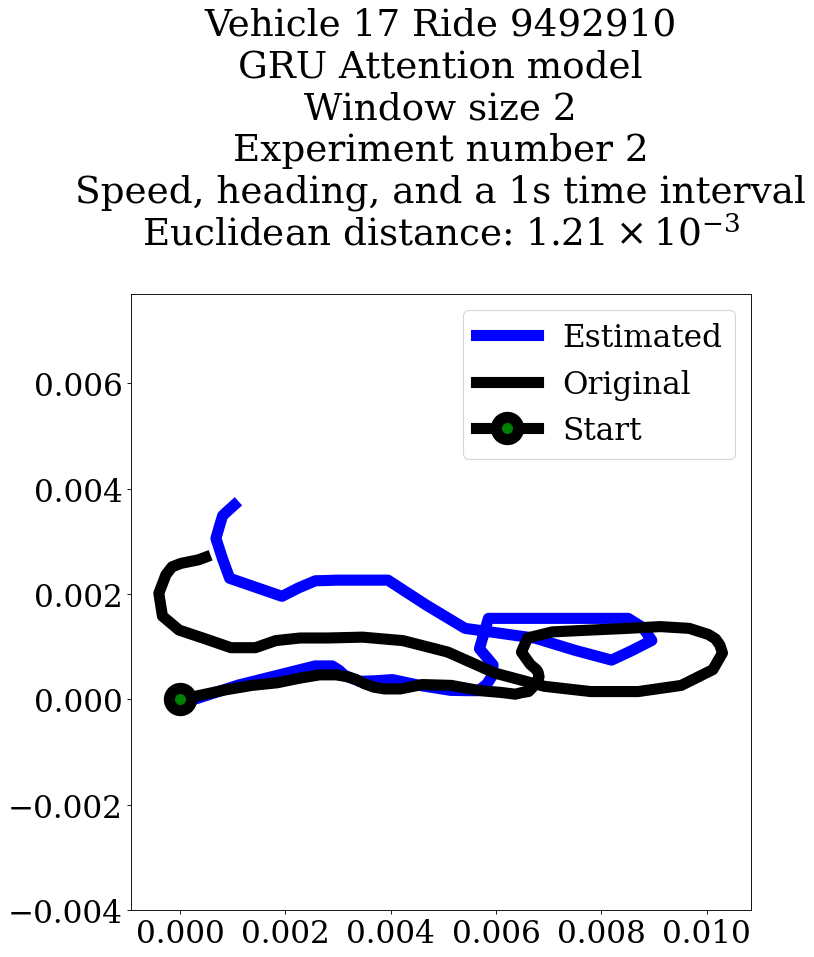 Vehicle 17 Ride 9492910
GRU Attention model
Window size 2
Experiment number 2
Speed, heading, and a 1s time interval
Euclidean distance: 1.21 × 10⁻³
Estimated
Original
Start
0.006
0.004
0.002
0.000
−0.002
−0.004
0.000 0.002 0.004 0.006 0.008 0.010